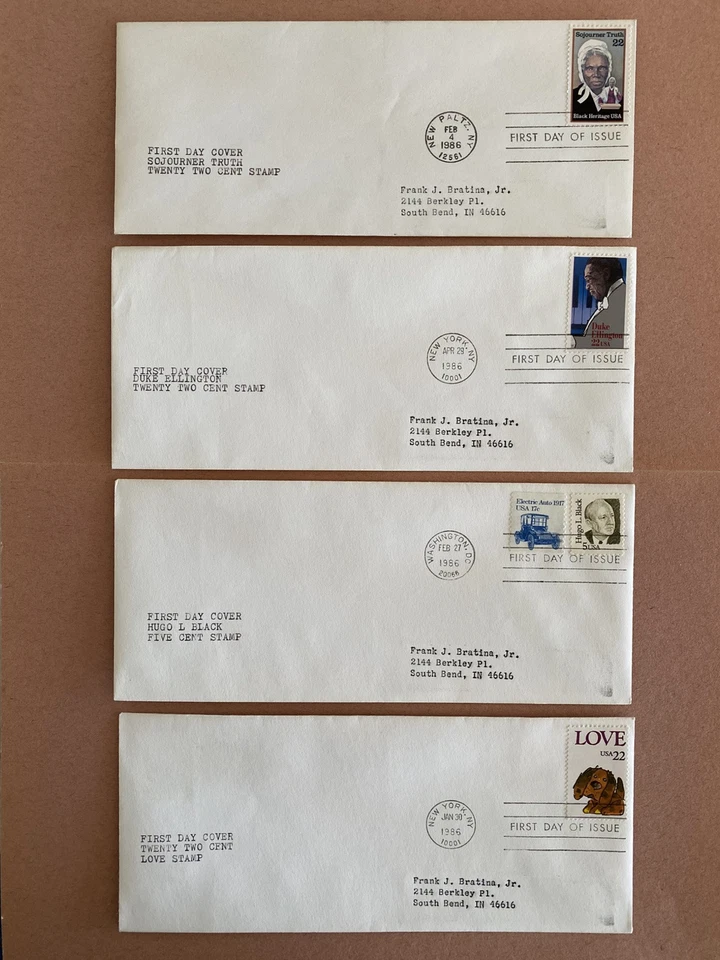 Sojourner Truth
22
Black Heritage USA
NEW PALTZ, NY
FEB
4
1986
12561
FIRST DAY OF ISSUE
FIRST DAY COVER
SOJOURNER TRUTH
TWENTY TWO CENT STAMP
Frank J. Bratina, Jr.
2144 Berkley Pl.
South Bend, IN 46616
Duke
Ellington
22 USA
NEW YORK, NY
APR 29
1986
10001
FIRST DAY OF ISSUE
FIRST DAY COVER
DUKE ELLINGTON
TWENTY TWO CENT STAMP
Frank J. Bratina, Jr.
2144 Berkley Pl.
South Bend, IN 46616
Electric Auto 1917
USA 17c
Hugo L. Black
5 USA
WASHINGTON, DC
FEB 27
1986
20066
FIRST DAY OF ISSUE
FIRST DAY COVER
HUGO L BLACK
FIVE CENT STAMP
Frank J. Bratina, Jr.
2144 Berkley Pl.
South Bend, IN 46616
LOVE
USA 22
NEW YORK, NY
JAN 30
1986
10001
FIRST DAY OF ISSUE
FIRST DAY COVER
TWENTY TWO CENT
LOVE STAMP
Frank J. Bratina, Jr.
2144 Berkley Pl.
South Bend, IN 46616